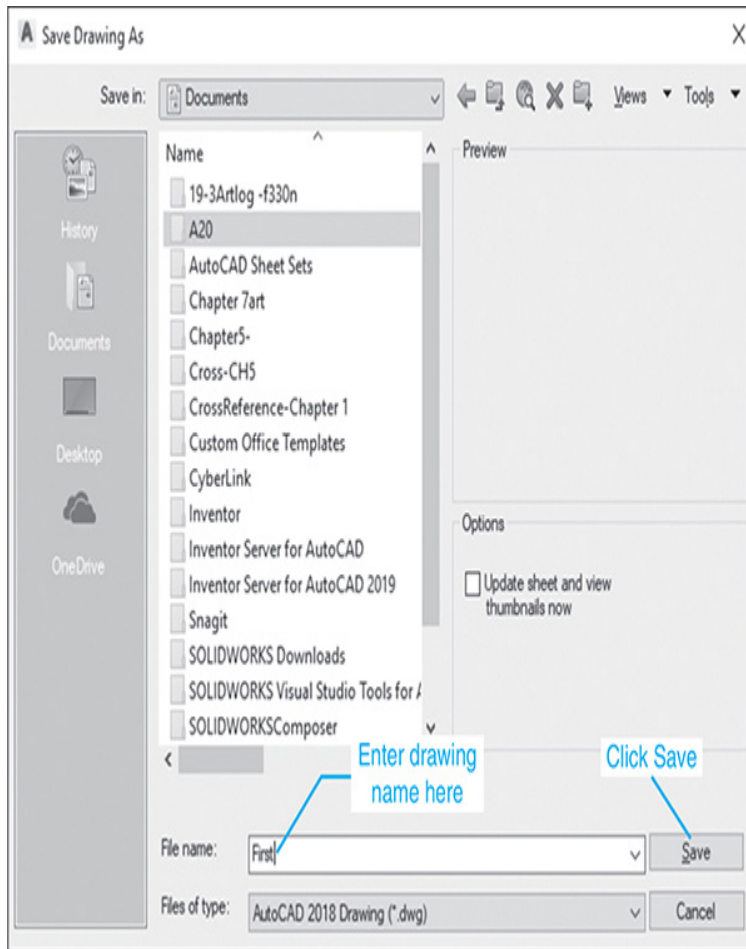 A Save Drawing As
Save in: Documents
Views Tools
History
Documents
Desktop
OneDrive
Name
19-3Artlog -f330n
A20
AutoCAD Sheet Sets
Chapter 7art
Chapter5-
Cross-CH5
CrossReference-Chapter 1
Custom Office Templates
CyberLink
Inventor
Inventor Server for AutoCAD
Inventor Server for AutoCAD 2019
Snagit
SOLIDWORKS Downloads
SOLIDWORKS Visual Studio Tools for A
SOLIDWORKSComposer
Preview
Options
Update sheet and view
thumbnails now
Enter drawing
name here
Click Save
File name: First
Save
Files of type: AutoCAD 2018 Drawing (*.dwg)
Cancel